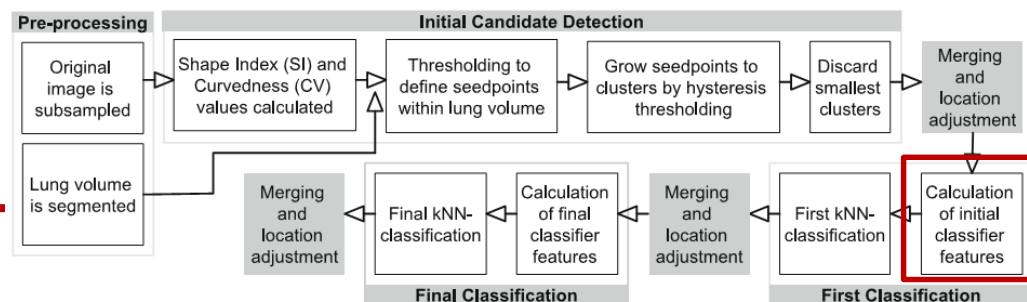 Pre-processing
Original
image is
subsampled
Lung volume
is segmented
Initial Candidate Detection
Shape Index (SI) and
Curvedness (CV)
values calculated
Thresholding to
define seedpoints
within lung volume
Grow seedpoints to
clusters by hysteresis
thresholding
Discard
smallest
clusters
Merging
and
location
adjustment
Calculation
of initial
classifier
features
First kNN-
classification
First Classification
Merging
and
location
adjustment
Calculation
of final
classifier
features
Final kNN-
classification
Final Classification
Merging
and
location
adjustment